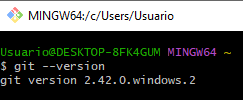 MINGW64:/c/Users/Usuario
Usuario@DESKTOP-8FK4GUM MINGW64 ~
$ git --version
git version 2.42.0.windows.2